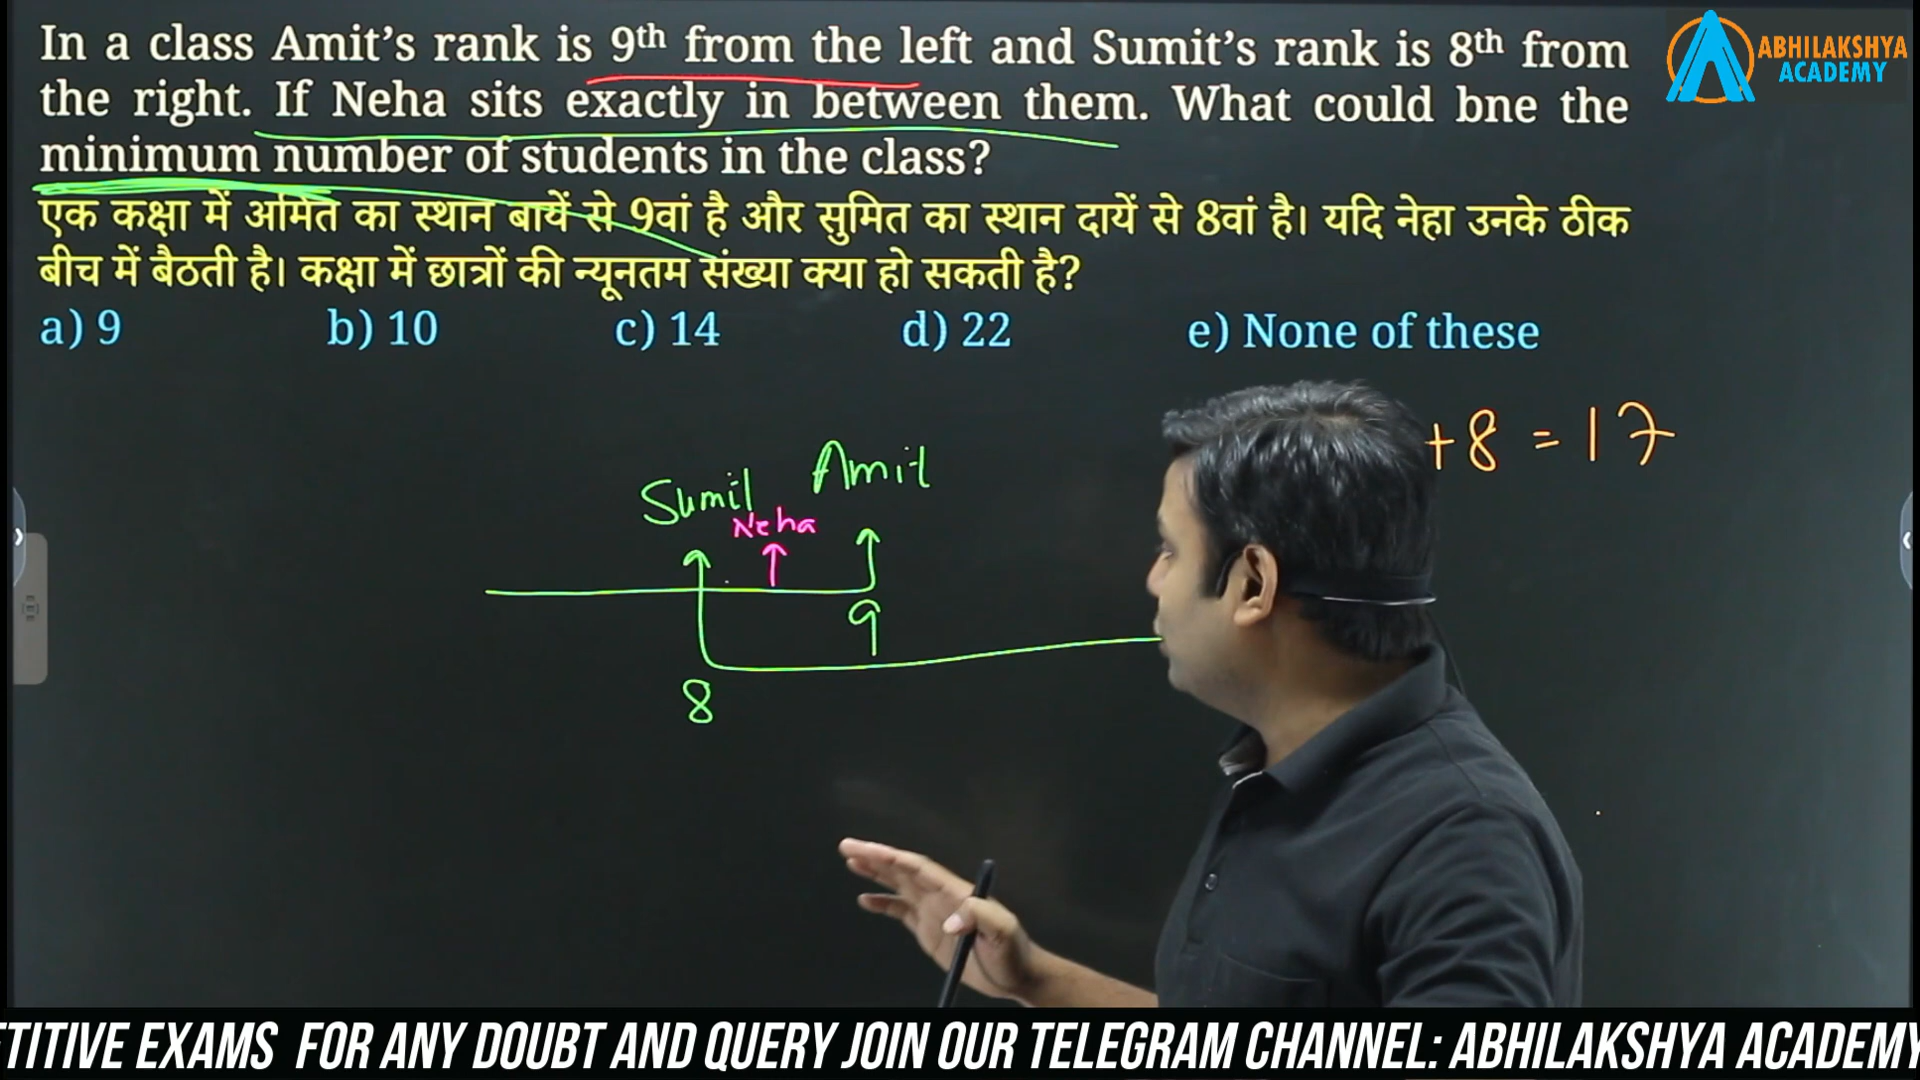 In a class Amit's rank is 9th from the left and Sumit's rank is 8th from
the right. If Neha sits exactly in between them. What could bne the
minimum number of students in the class?
एक कक्षा में अमित का स्थान बायें से 9वां है और सुमित का स्थान दायें से 8वां है। यदि नेहा उनके ठीक
बीच में बैठती है। कक्षा में छात्रों की न्यूनतम संख्या क्या हो सकती है?
a) 9 b) 10 c) 14 d) 22 e) None of these
ABHILAKSHYA
ACADEMY
+8 = 17
Amit
Sumit
Neha
9
8
TITIVE EXAMS FOR ANY DOUBT AND QUERY JOIN OUR TELEGRAM CHANNEL: ABHILAKSHYA ACADEMY